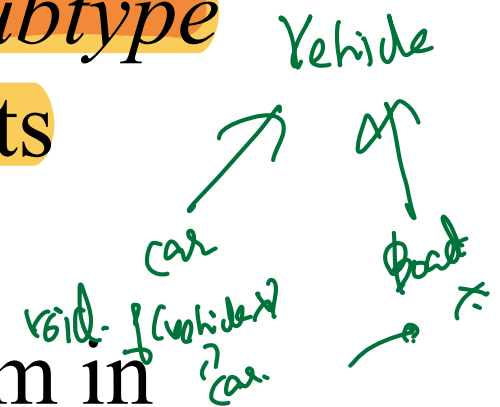 ubtype
Vehicle
ts
car
Boat
void f(vehicle x)
car.
m in